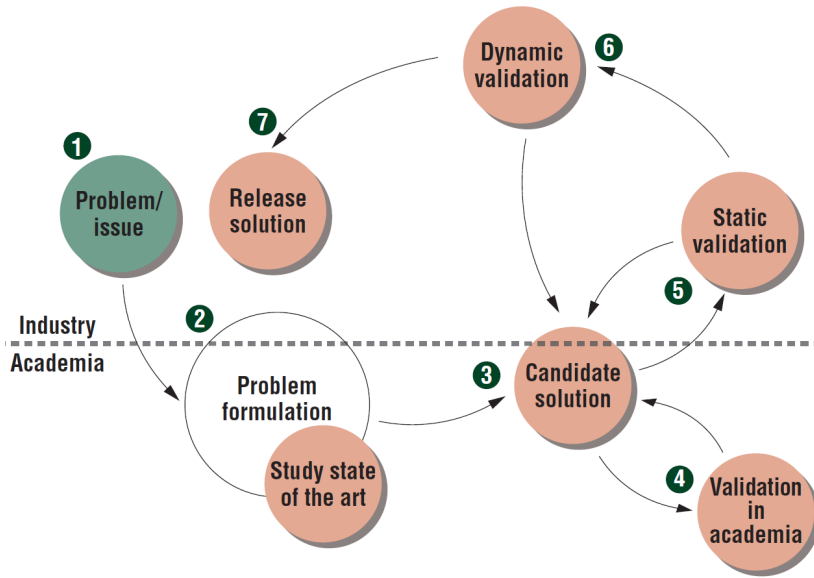 1
Problem/
issue
Industry
Academia
2
Problem
formulation
Study state
of the art
3
Candidate
solution
4
Validation
in
academia
5
Static
validation
6
Dynamic
validation
7
Release
solution